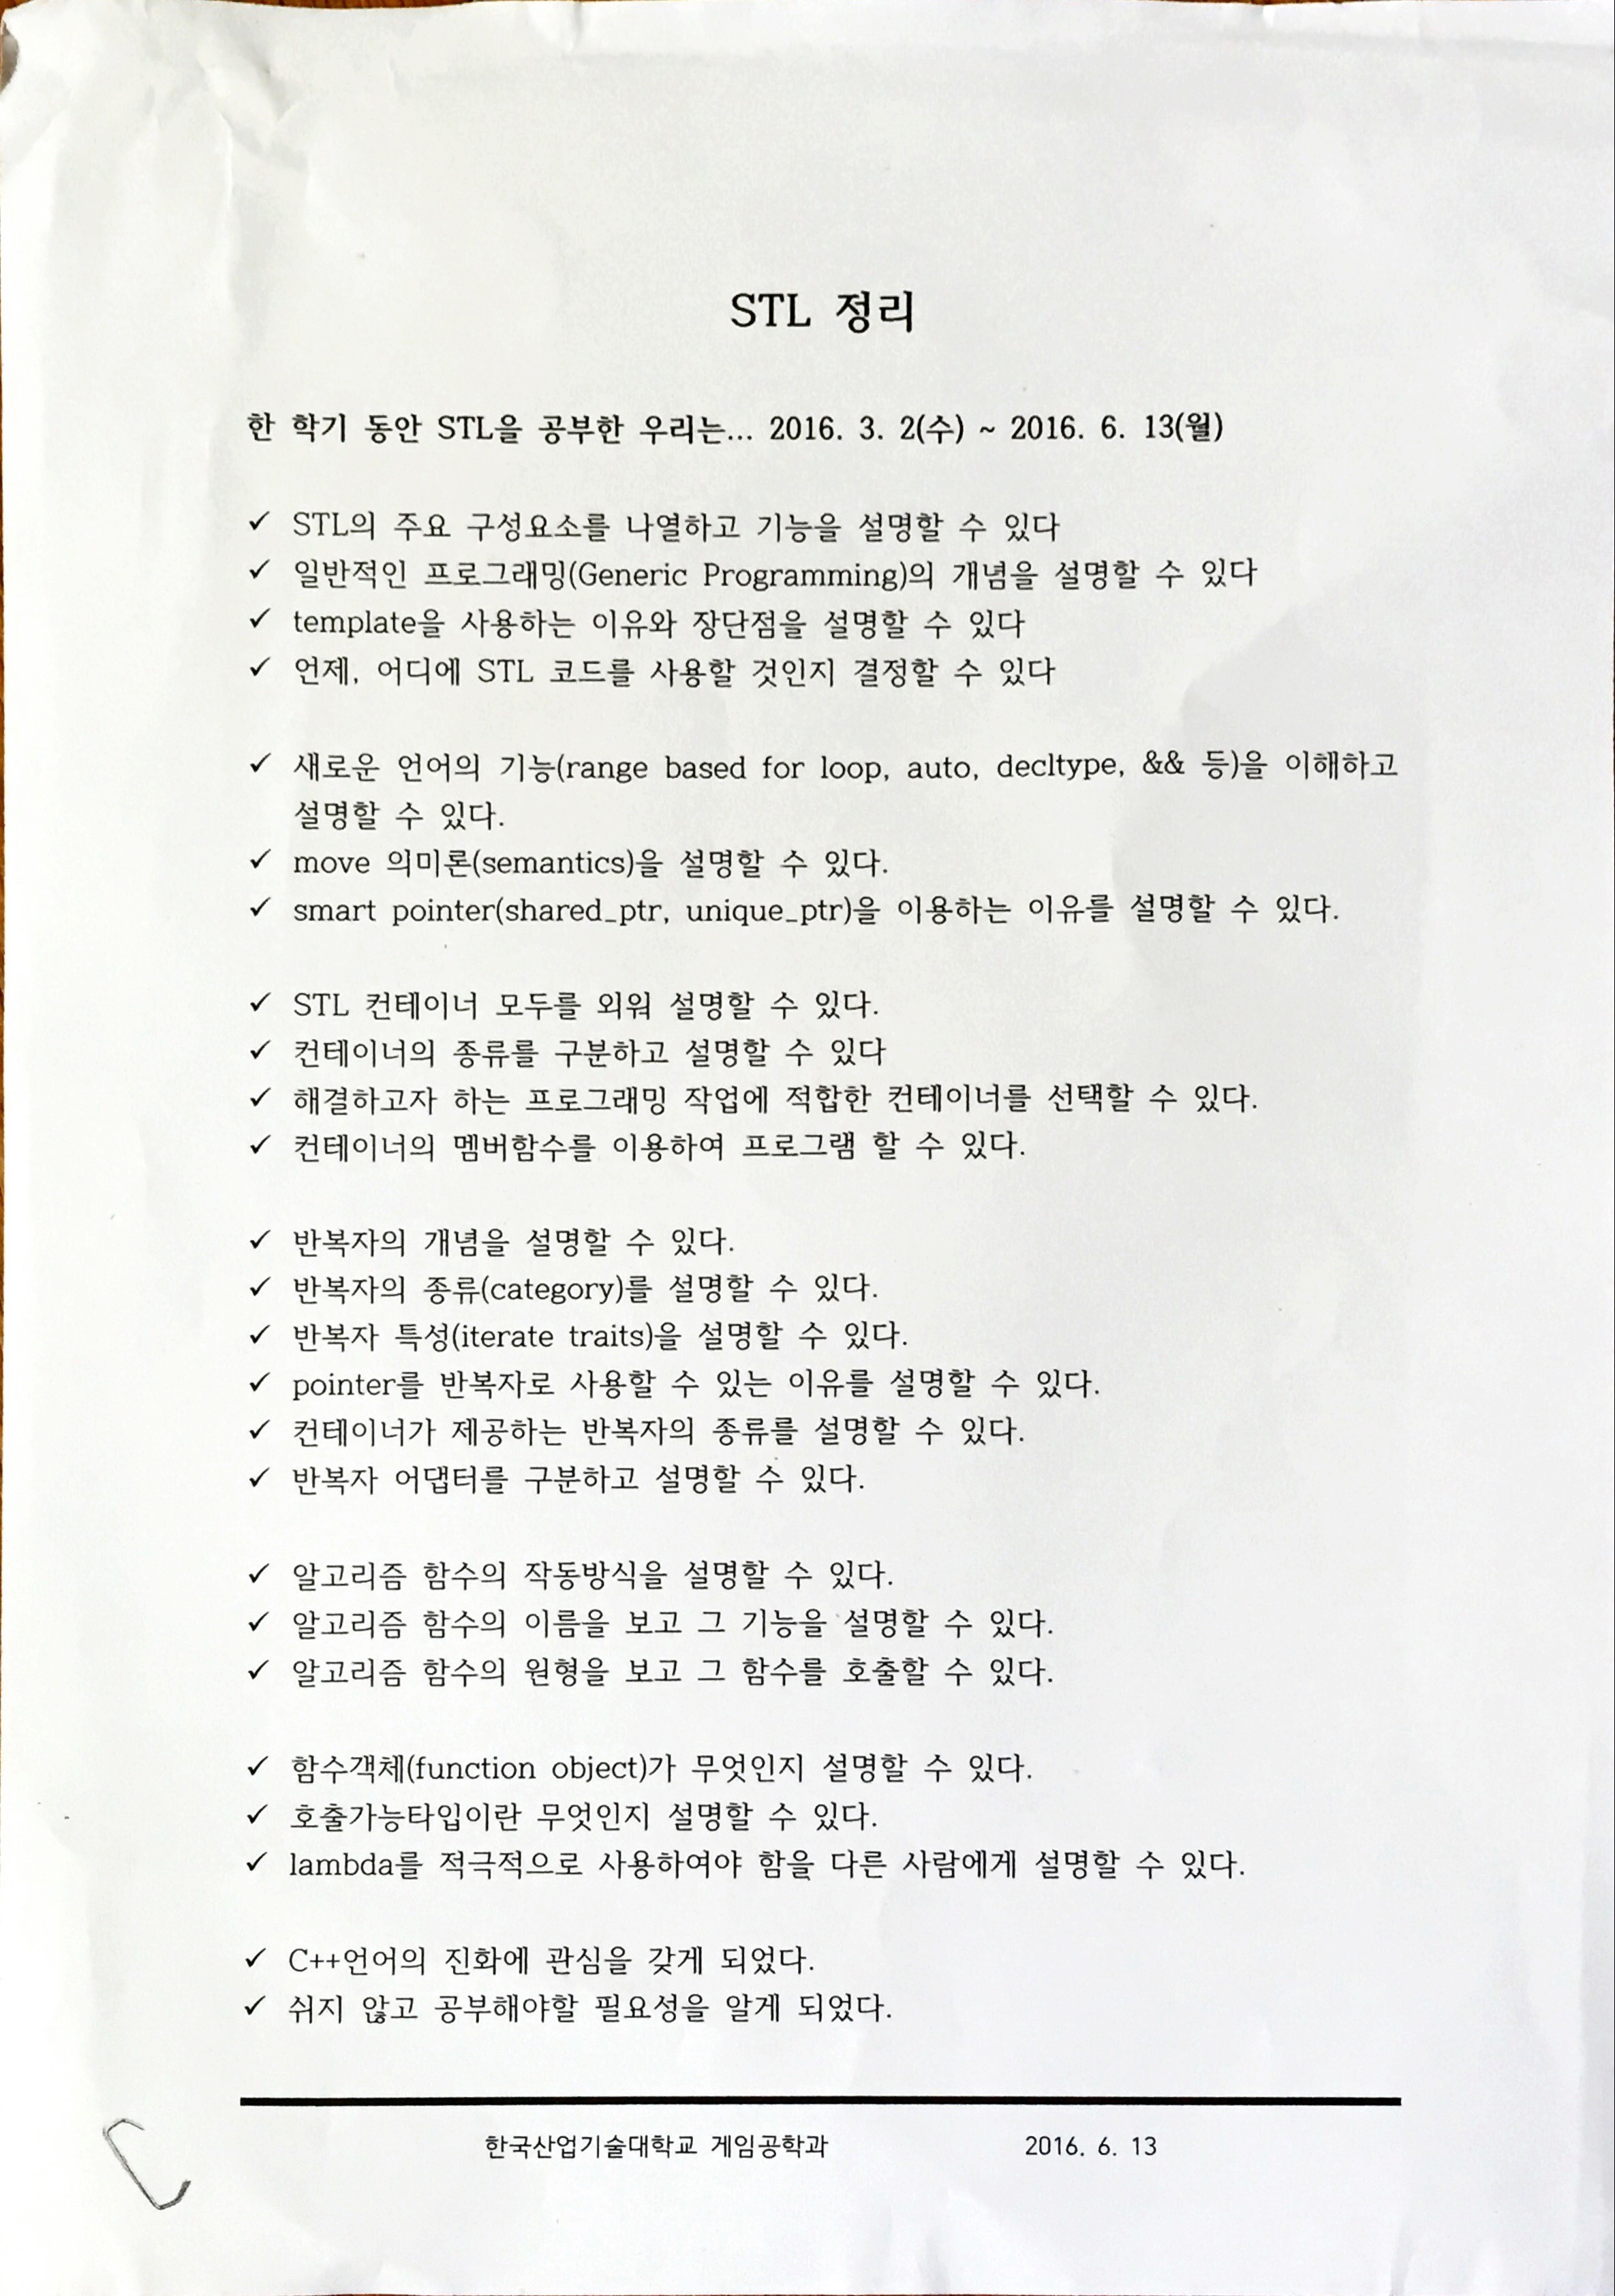 STL 정리
한 학기 동안 STL을 공부한 우리는... 2016. 3. 2(수) ~ 2016. 6. 13(월)
✓ STL의 주요 구성요소를 나열하고 기능을 설명할 수 있다
✓ 일반적인 프로그래밍(Generic Programming)의 개념을 설명할 수 있다
✓ template을 사용하는 이유와 장단점을 설명할 수 있다
✓ 언제, 어디에 STL 코드를 사용할 것인지 결정할 수 있다
✓ 새로운 언어의 기능(range based for loop, auto, decltype, && 등)을 이해하고
설명할 수 있다.
✓ move 의미론(semantics)을 설명할 수 있다.
✓ smart pointer(shared_ptr, unique_ptr)을 이용하는 이유를 설명할 수 있다.
✓ STL 컨테이너 모두를 외워 설명할 수 있다.
✓ 컨테이너의 종류를 구분하고 설명할 수 있다
✓ 해결하고자 하는 프로그래밍 작업에 적합한 컨테이너를 선택할 수 있다.
✓ 컨테이너의 멤버함수를 이용하여 프로그램 할 수 있다.
✓ 반복자의 개념을 설명할 수 있다.
✓ 반복자의 종류(category)를 설명할 수 있다.
✓ 반복자 특성(iterate traits)을 설명할 수 있다.
✓ pointer를 반복자로 사용할 수 있는 이유를 설명할 수 있다.
✓ 컨테이너가 제공하는 반복자의 종류를 설명할 수 있다.
✓ 반복자 어댑터를 구분하고 설명할 수 있다.
✓ 알고리즘 함수의 작동방식을 설명할 수 있다.
✓ 알고리즘 함수의 이름을 보고 그 기능을 설명할 수 있다.
✓ 알고리즘 함수의 원형을 보고 그 함수를 호출할 수 있다.
✓ 함수객체(function object)가 무엇인지 설명할 수 있다.
✓ 호출가능타입이란 무엇인지 설명할 수 있다.
✓ lambda를 적극적으로 사용하여야 함을 다른 사람에게 설명할 수 있다.
✓ C++언어의 진화에 관심을 갖게 되었다.
✓ 쉬지 않고 공부해야할 필요성을 알게 되었다.
한국산업기술대학교 게임공학과 2016. 6. 13